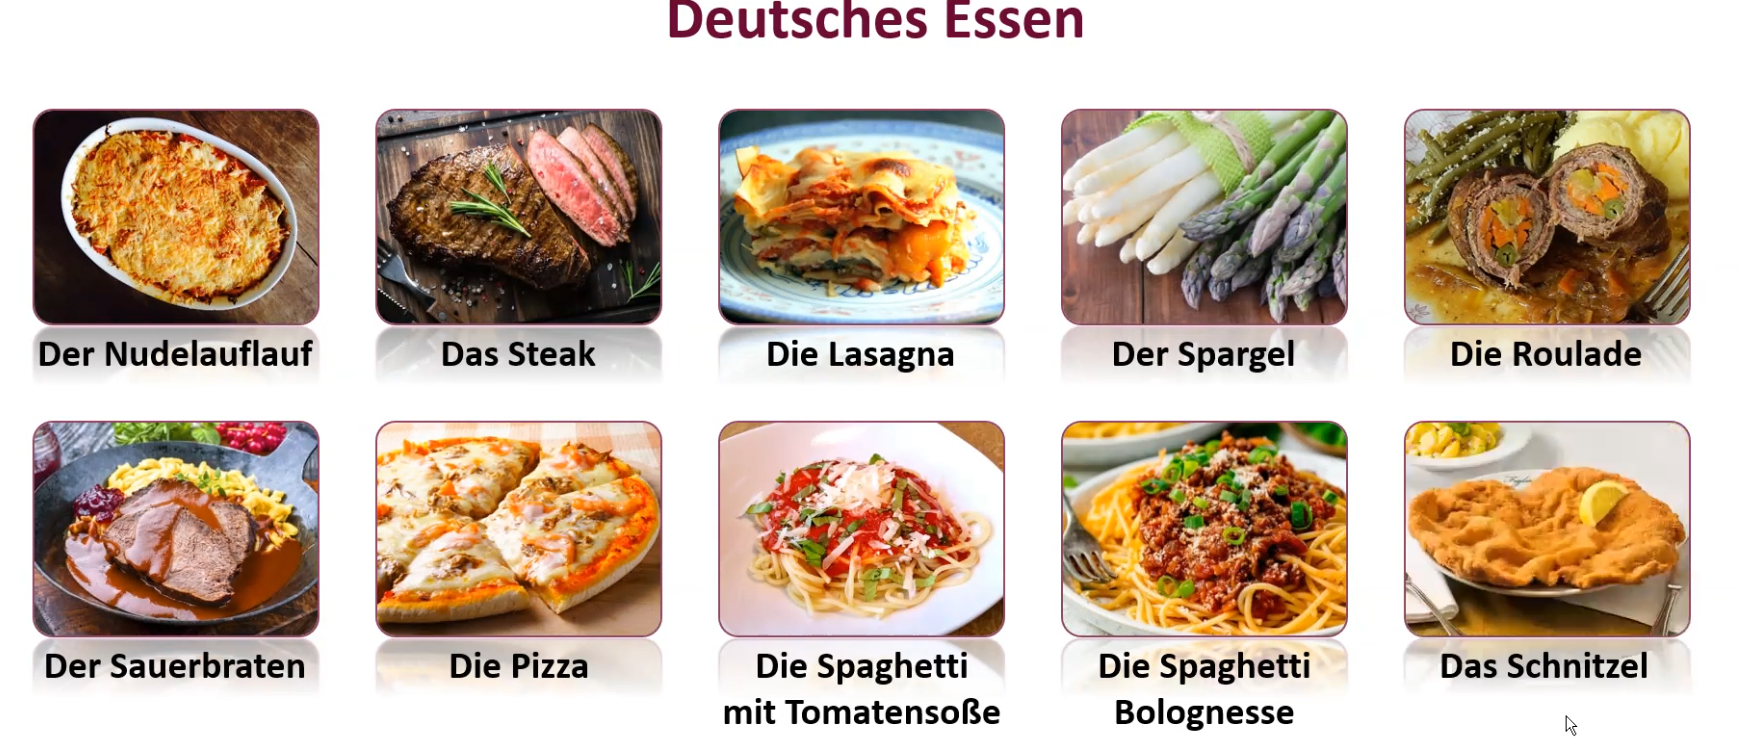 Deutsches Essen
Der Nudelauflauf
Das Steak
Die Lasagna
Der Spargel
Die Roulade
Der Sauerbraten
Die Pizza
Die Spaghetti
mit Tomatensoße
Die Spaghetti
Bolognesse
Das Schnitzel